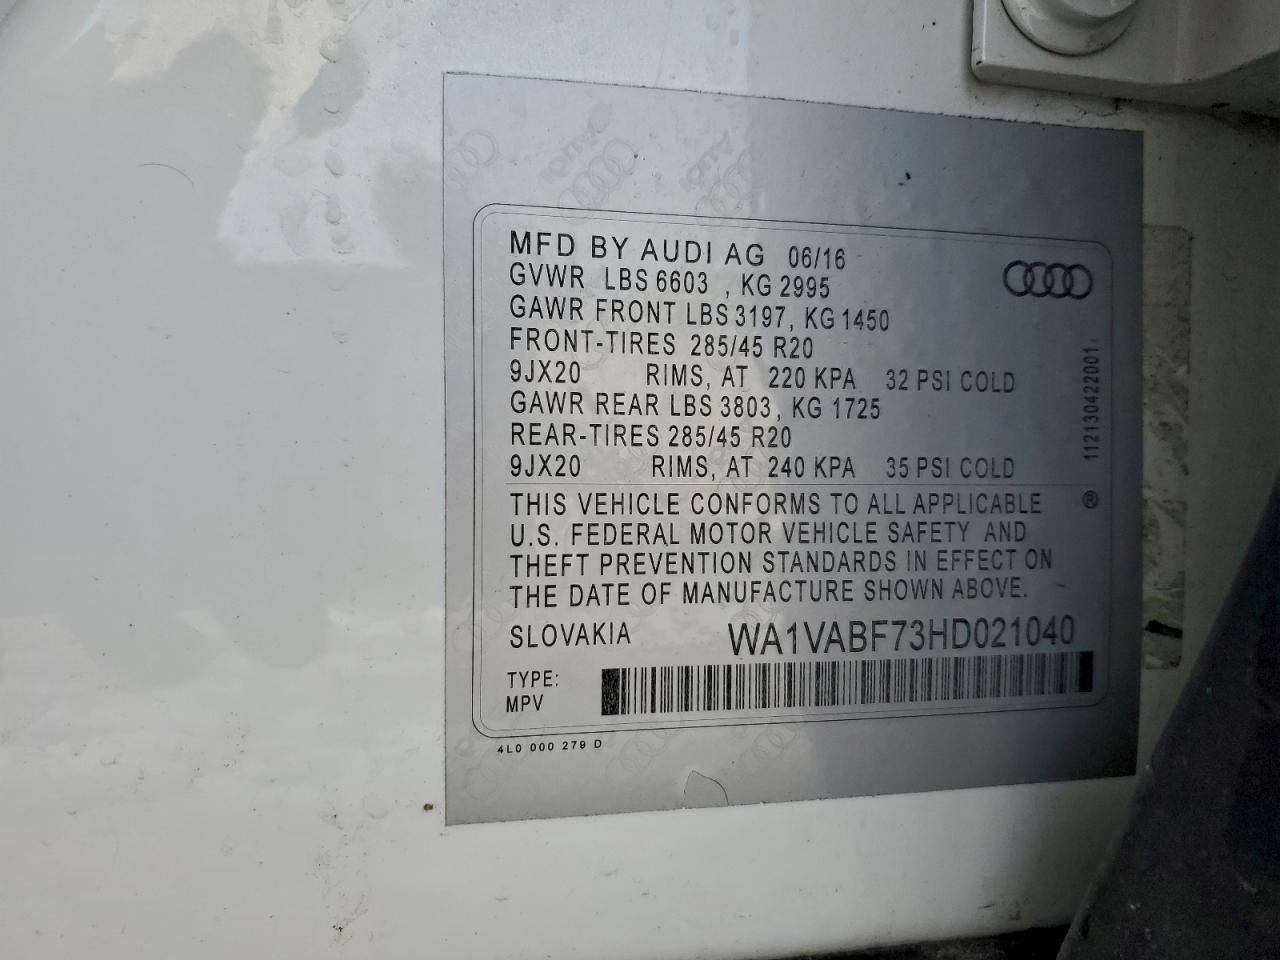 MFD BY AUDI AG 06/16
GVWR LBS 6603 , KG 2995
GAWR FRONT LBS 3197, KG 1450
FRONT-TIRES 285/45 R20
9JX20 RIMS, AT 220 KPA 32 PSI COLD
GAWR REAR LBS 3803, KG 1725
REAR-TIRES 285/45 R20
9JX20 RIMS, AT 240 KPA 35 PSI COLD
112130422001
THIS VEHICLE CONFORMS TO ALL APPLICABLE ®
U.S. FEDERAL MOTOR VEHICLE SAFETY AND
THEFT PREVENTION STANDARDS IN EFFECT ON
THE DATE OF MANUFACTURE SHOWN ABOVE.
SLOVAKIA WA1VABF73HD021040
TYPE:
MPV
4L0 000 279 D